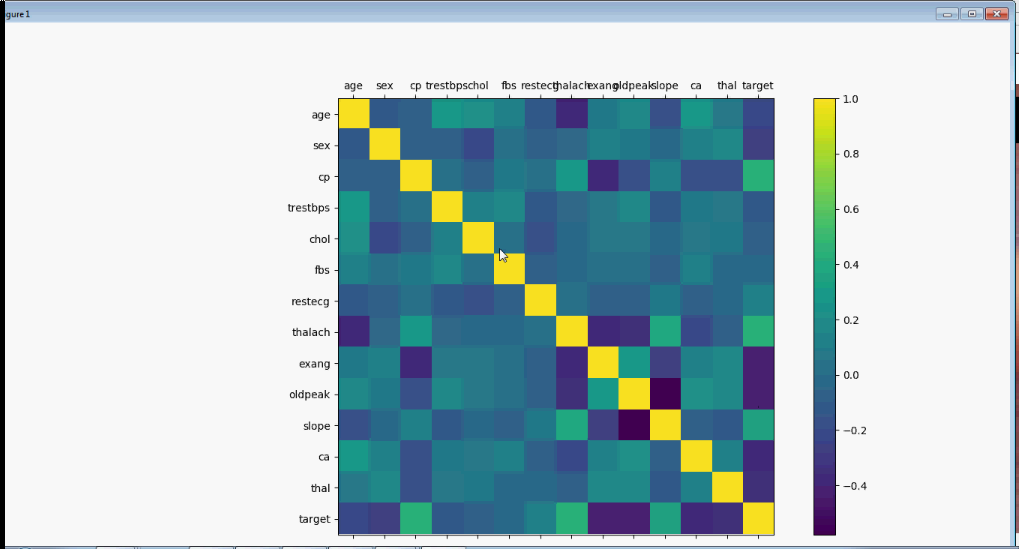 gure 1
age sex cp trestbps chol fbs restecg thalach exang oldpeak slope ca thal target
age
sex
cp
trestbps
chol
fbs
restecg
thalach
exang
oldpeak
slope
ca
thal
target
1.0
0.8
0.6
0.4
0.2
0.0
−0.2
−0.4